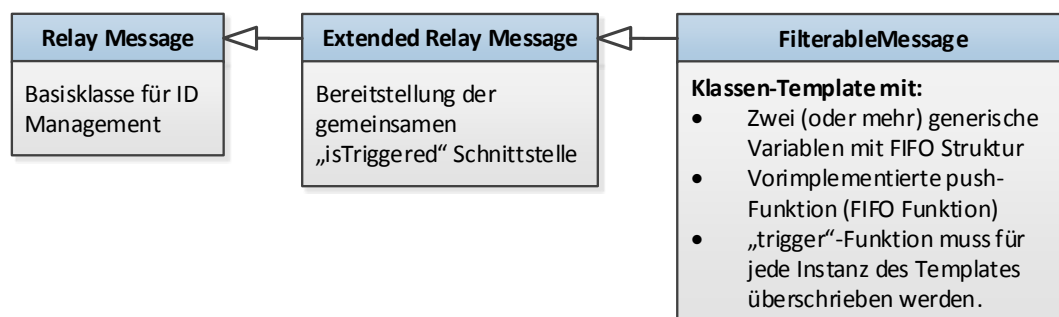 Relay Message
Basisklasse für ID
Management
Extended Relay Message
Bereitstellung der
gemeinsamen
„isTriggered“ Schnittstelle
FilterableMessage
Klassen-Template mit:
• Zwei (oder mehr) generische
Variablen mit FIFO Struktur
• Vorimplementierte push-
Funktion (FIFO Funktion)
• „trigger“-Funktion muss für
jede Instanz des Templates
überschrieben werden.